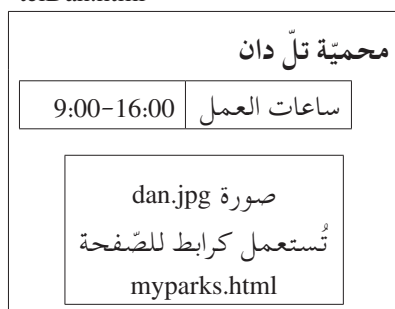 محميّة تلّ دان
ساعات العمل 9:00-16:00
صورة dan.jpg
تُستعمل كرابط للصّفحة
myparks.html